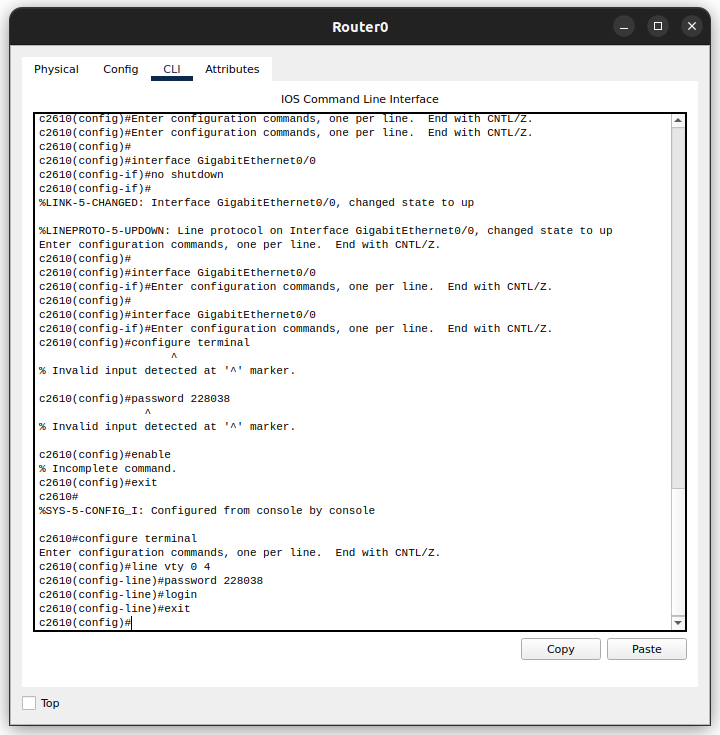 Router0
Physical Config CLI Attributes
IOS Command Line Interface
c2610(config)#Enter configuration commands, one per line.  End with CNTL/Z.
c2610(config)#Enter configuration commands, one per line.  End with CNTL/Z.
c2610(config)#
c2610(config)#interface GigabitEthernet0/0
c2610(config-if)#no shutdown
c2610(config-if)#
%LINK-5-CHANGED: Interface GigabitEthernet0/0, changed state to up
%LINEPROTO-5-UPDOWN: Line protocol on Interface GigabitEthernet0/0, changed state to up
Enter configuration commands, one per line.  End with CNTL/Z.
c2610(config)#
c2610(config)#interface GigabitEthernet0/0
c2610(config-if)#Enter configuration commands, one per line.  End with CNTL/Z.
c2610(config)#
c2610(config)#interface GigabitEthernet0/0
c2610(config-if)#Enter configuration commands, one per line.  End with CNTL/Z.
c2610(config)#configure terminal
^
% Invalid input detected at '^' marker.
c2610(config)#password 228038
^
% Invalid input detected at '^' marker.
c2610(config)#enable
% Incomplete command.
c2610(config)#exit
c2610#
%SYS-5-CONFIG_I: Configured from console by console
c2610#configure terminal
Enter configuration commands, one per line.  End with CNTL/Z.
c2610(config)#line vty 0 4
c2610(config-line)#password 228038
c2610(config-line)#login
c2610(config-line)#exit
c2610(config)#
Copy Paste
Top